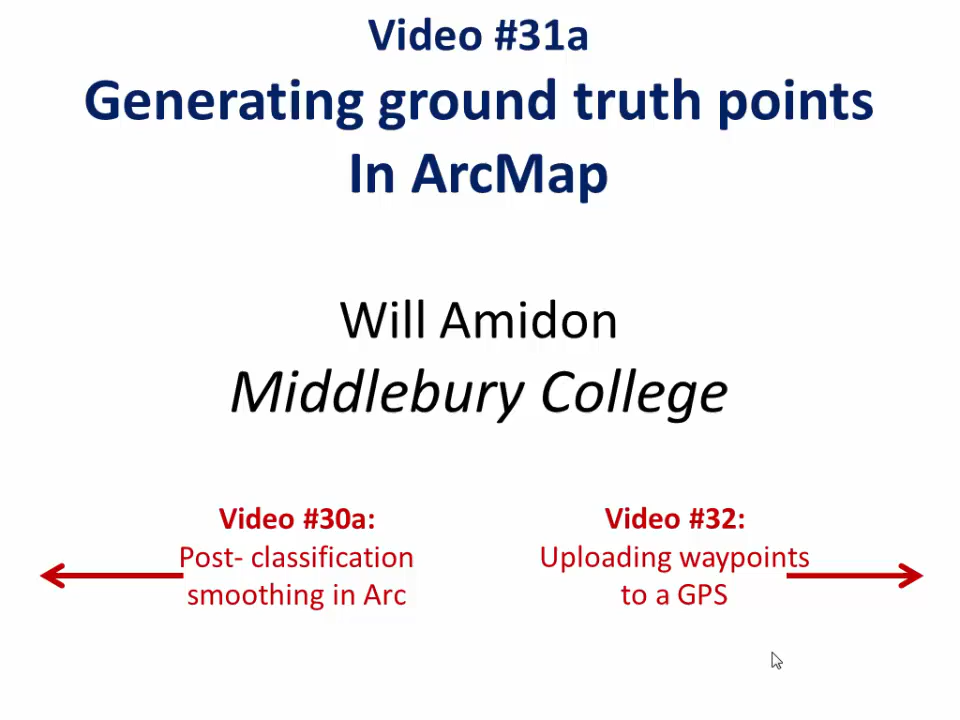 Video #31a
Generating ground truth points
In ArcMap
Will Amidon
Middlebury College
Video #30a:
Post- classification
smoothing in Arc
Video #32:
Uploading waypoints
to a GPS